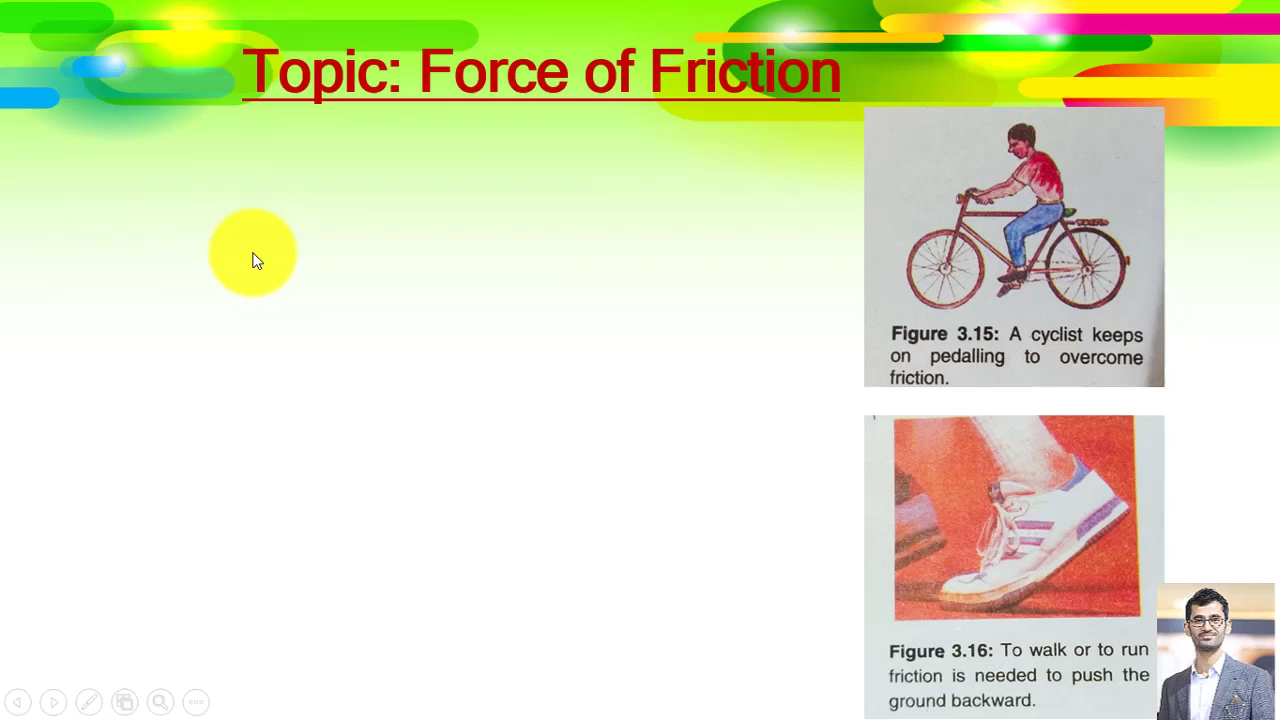 Topic: Force of Friction
Figure 3.15: A cyclist keeps
on pedalling to overcome
friction.
Figure 3.16: To walk or to run
friction is needed to push the
ground backward.